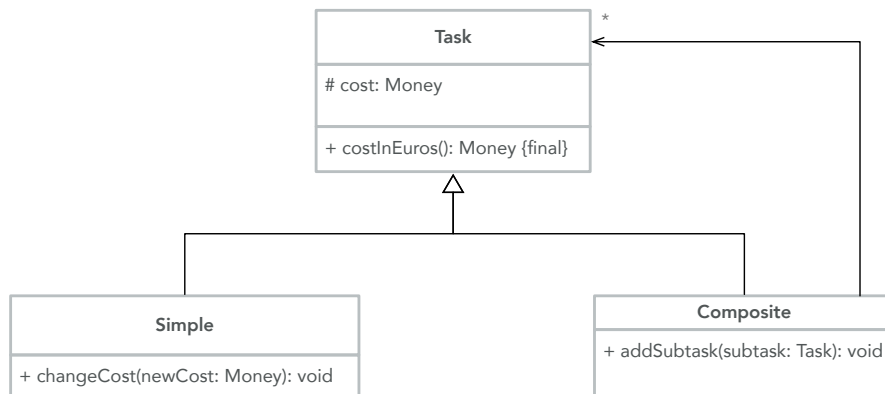 *
Task
# cost: Money
+ costInEuros(): Money {final}
Simple
+ changeCost(newCost: Money): void
Composite
+ addSubtask(subtask: Task): void